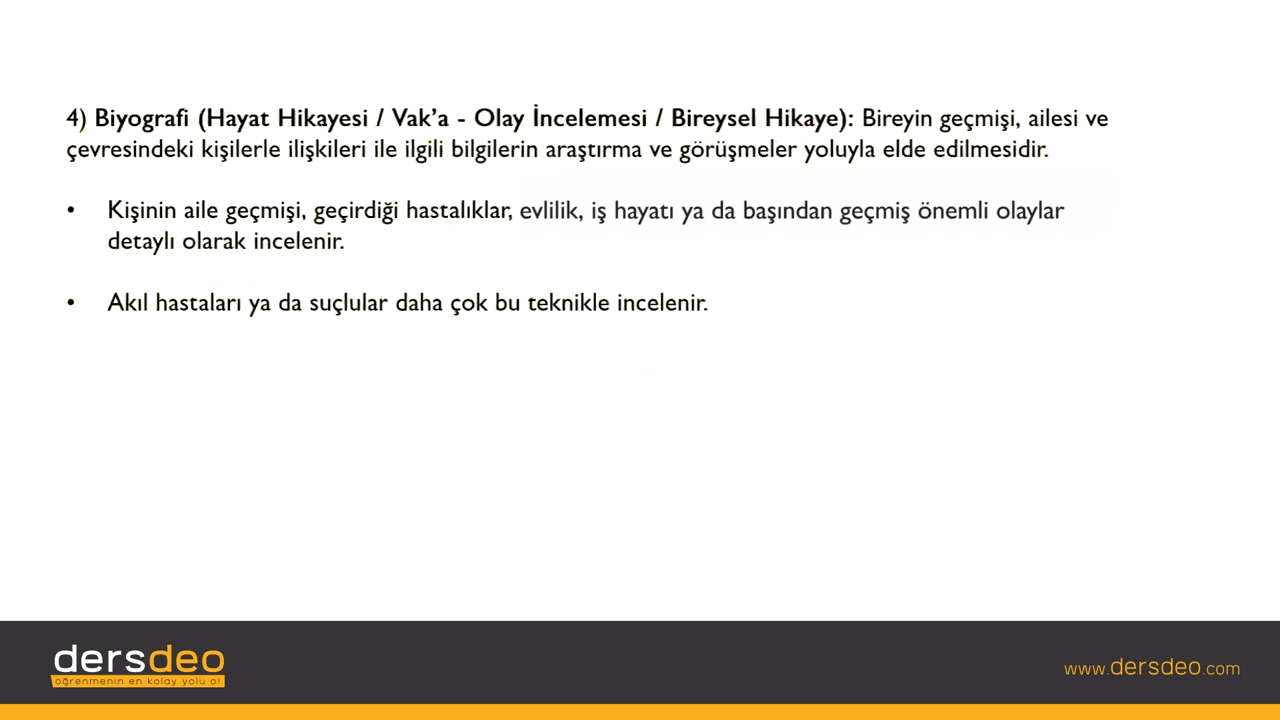 4) Biyografi (Hayat Hikayesi / Vak’a - Olay İncelemesi / Bireysel Hikaye): Bireyin geçmişi, ailesi ve
çevresindeki kişilerle ilişkileri ile ilgili bilgilerin araştırma ve görüşmeler yoluyla elde edilmesidir.
• Kişinin aile geçmişi, geçirdiği hastalıklar, evlilik, iş hayatı ya da başından geçmiş önemli olaylar
detaylı olarak incelenir.
• Akıl hastaları ya da suçlular daha çok bu teknikle incelenir.
dersdeo
öğrenmenin en kolay yolu o!
www.dersdeo.com